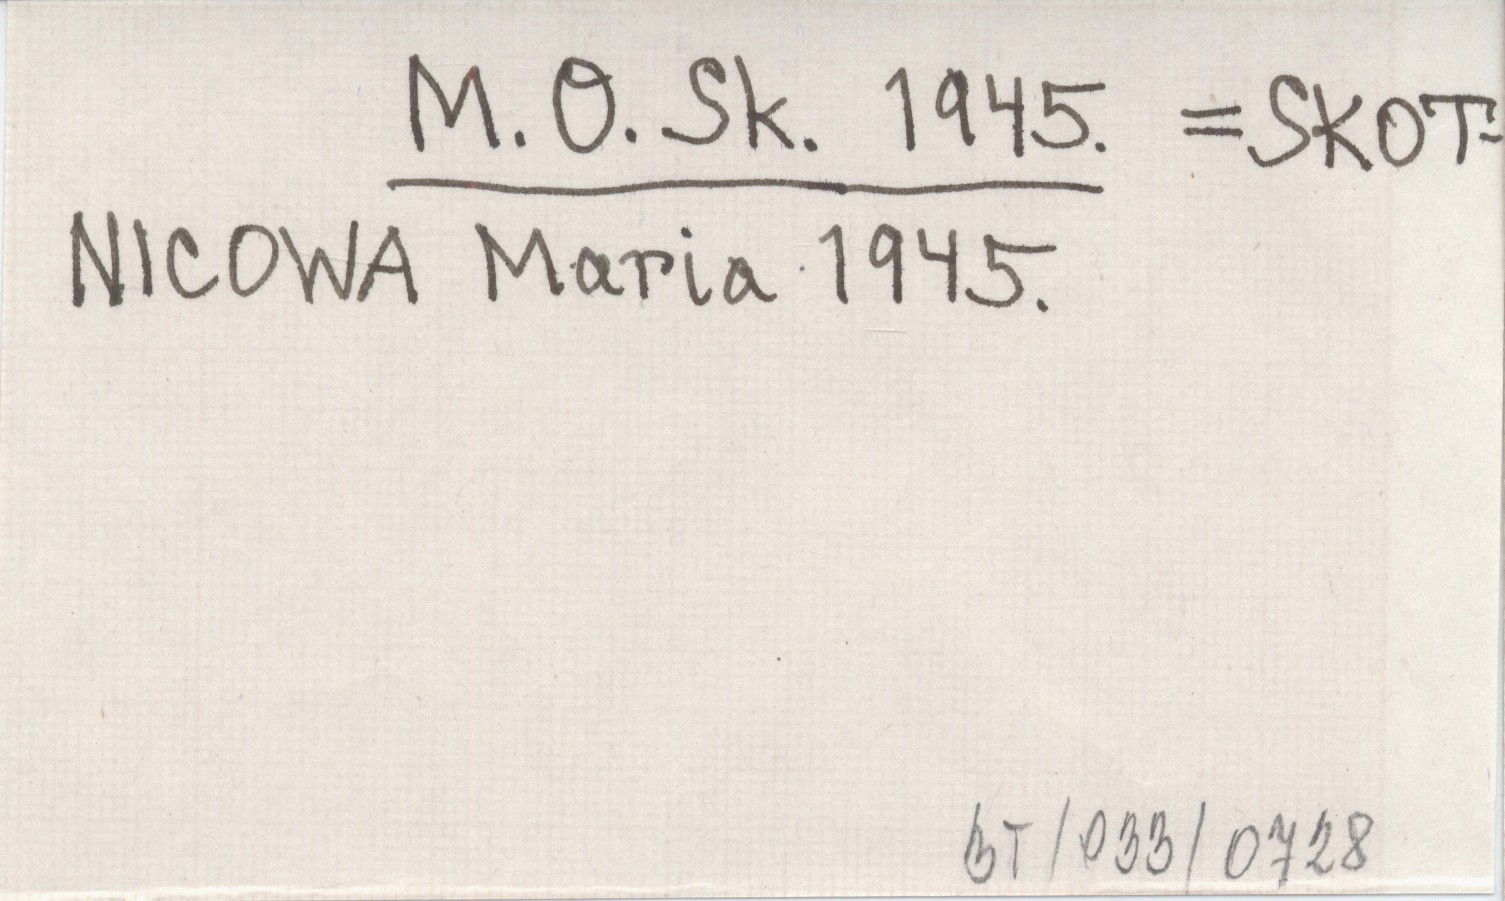 M.O.Sk. 1945. =SKOT-
NICOWA Maria 1945.
BT/033/0728